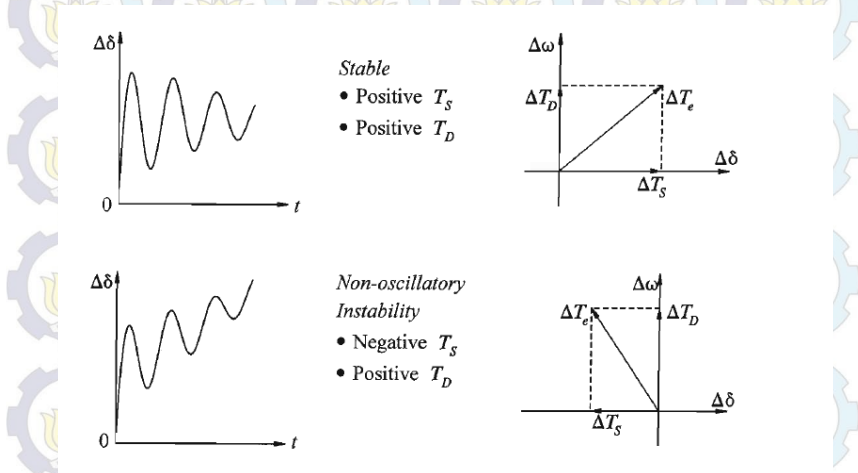 Δδ
0
t
Stable
• Positive T_S
• Positive T_D
Δω
ΔT_D
ΔT_e
Δδ
ΔT_S
Δδ
0
t
Non-oscillatory
Instability
• Negative T_S
• Positive T_D
Δω
ΔT_e
ΔT_D
Δδ
ΔT_S